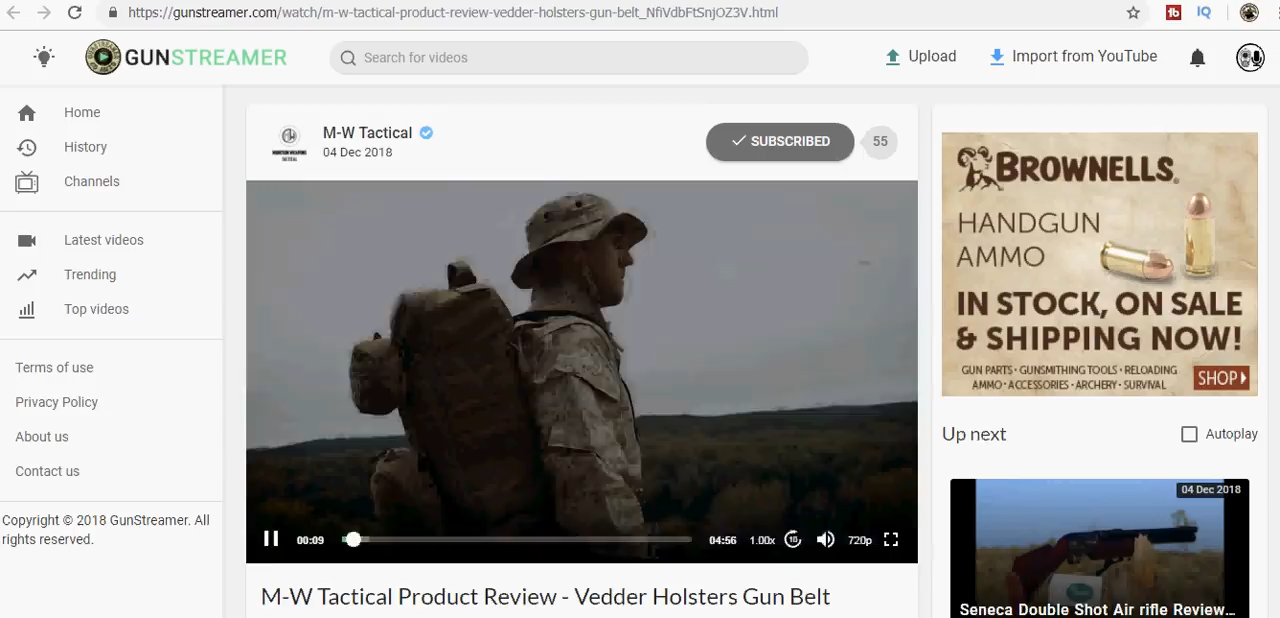 https://gunstreamer.com/watch/m-w-tactical-product-review-vedder-holsters-gun-belt_NfiVdbFtSnjOZ3V.html
tb
IQ
GUNSTREAMER
Search for videos
Upload
Import from YouTube
Home
History
Channels
Latest videos
Trending
Top videos
Terms of use
Privacy Policy
About us
Contact us
Copyright © 2018 GunStreamer. All
rights reserved.
M-W Tactical
04 Dec 2018
SUBSCRIBED
55
00:09
04:56
1.00x
10
720p
M-W Tactical Product Review - Vedder Holsters Gun Belt
BROWNELLS.
HANDGUN
AMMO
IN STOCK, ON SALE
& SHIPPING NOW!
GUN PARTS • GUNSMITHING TOOLS • RELOADING
AMMO • ACCESSORIES • ARCHERY • SURVIVAL
SHOP
Up next
Autoplay
04 Dec 2018
Seneca Double Shot Air rifle Review...